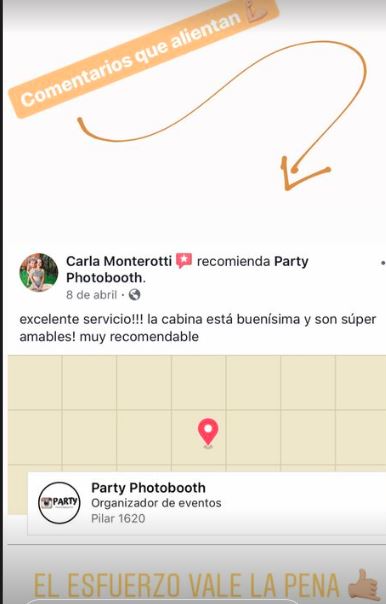 Comentarios que alientan 💪
Carla Monterotti recomienda Party
Photobooth.
8 de abril ·
excelente servicio!!! la cabina está buenísima y son súper
amables! muy recomendable
PARTY
Party Photobooth
Organizador de eventos
Pilar 1620
EL ESFUERZO VALE LA PENA 🤙